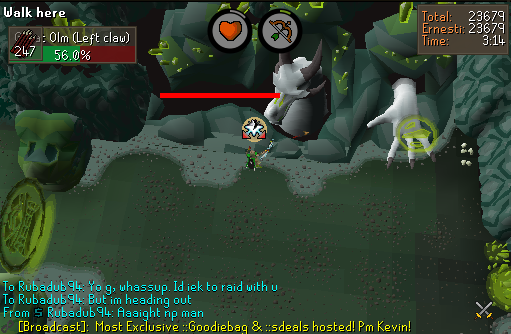 Walk here
Olm (Left claw)
247
56.0%
Total: 23679
Ernesti: 23679
Time: 3:14
To Rubadub94: Yo g, whassup. Id iek to raid with u
To Rubadub94: But im heading out
From S Rubadub94: Aaaight np man
[Broadcast]: Most Exclusive ::Goodiebag & ::sdeals hosted! Pm Kevin!